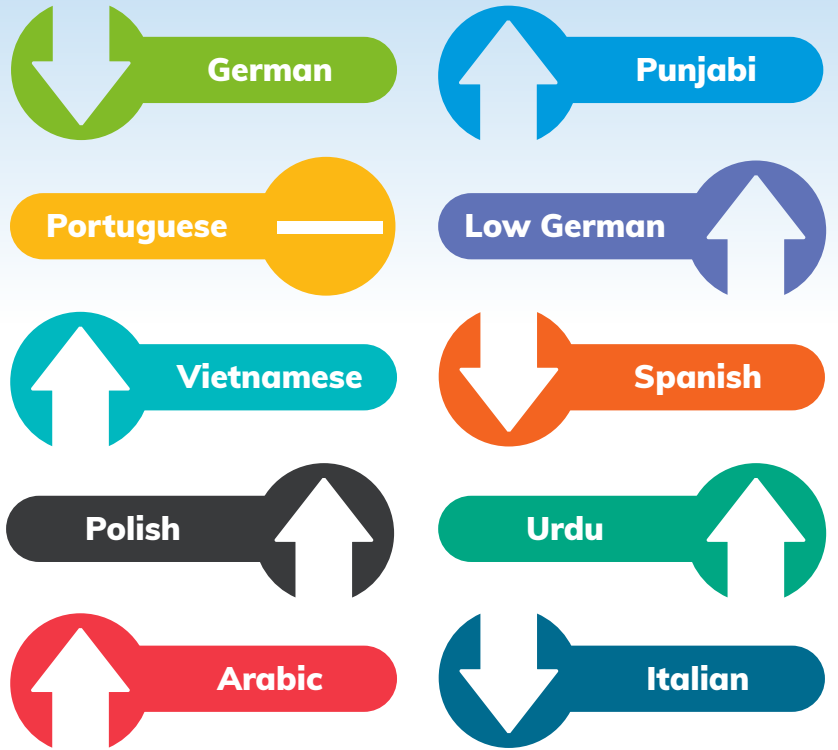 German
Punjabi
Portuguese
Low German
Vietnamese
Spanish
Polish
Urdu
Arabic
Italian